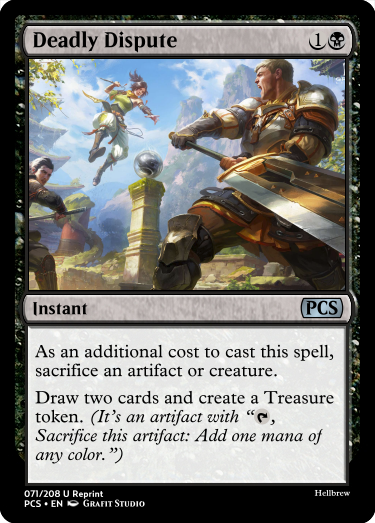 Deadly Dispute 1
Instant PCS
As an additional cost to cast this spell,
sacrifice an artifact or creature.
Draw two cards and create a Treasure
token. (It's an artifact with “,
Sacrifice this artifact: Add one mana of
any color.”)
071/208 U Reprint Hellbrew
PCS • EN Grafit Studio